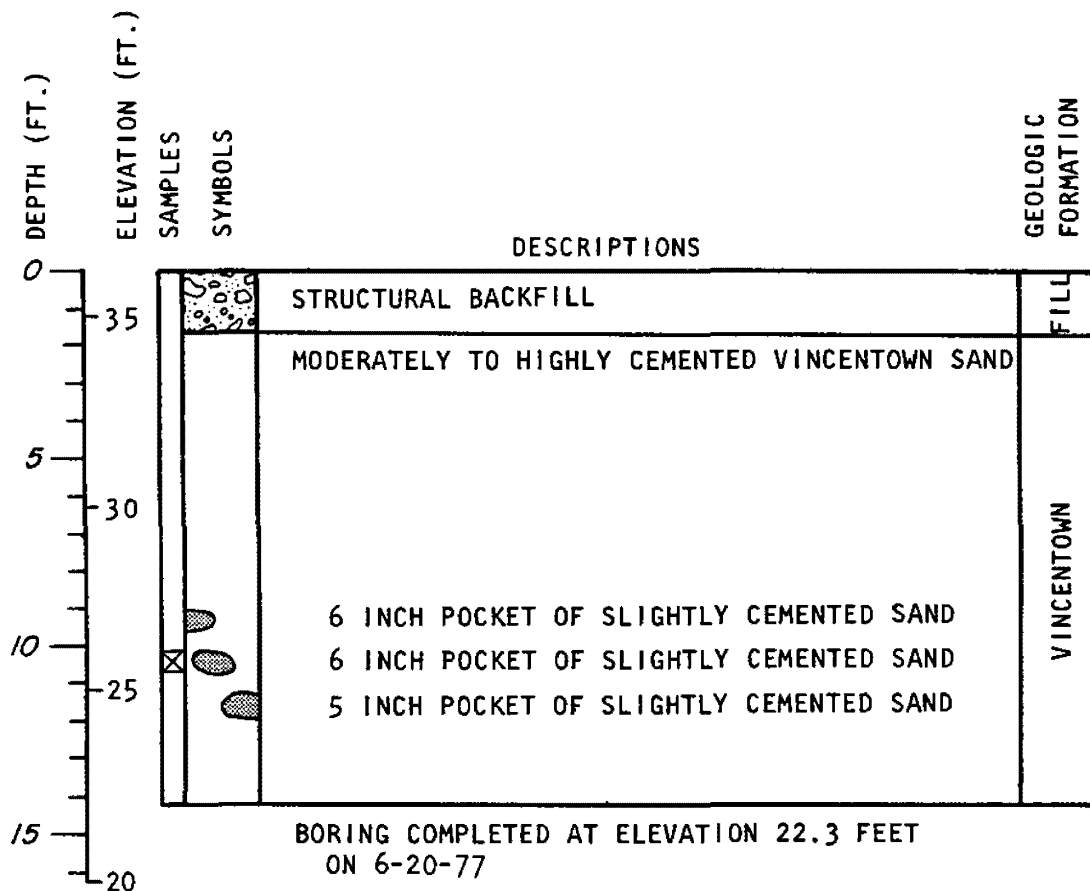 DEPTH (FT.)
ELEVATION (FT.)
SAMPLES
SYMBOLS
DESCRIPTIONS
GEOLOGIC
FORMATION
0
STRUCTURAL BACKFILL
FILL
35
MODERATELY TO HIGHLY CEMENTED VINCENTOWN SAND
5
30
VINCENTOWN
6 INCH POCKET OF SLIGHTLY CEMENTED SAND
10
6 INCH POCKET OF SLIGHTLY CEMENTED SAND
25
5 INCH POCKET OF SLIGHTLY CEMENTED SAND
15
BORING COMPLETED AT ELEVATION 22.3 FEET
ON 6-20-77
20